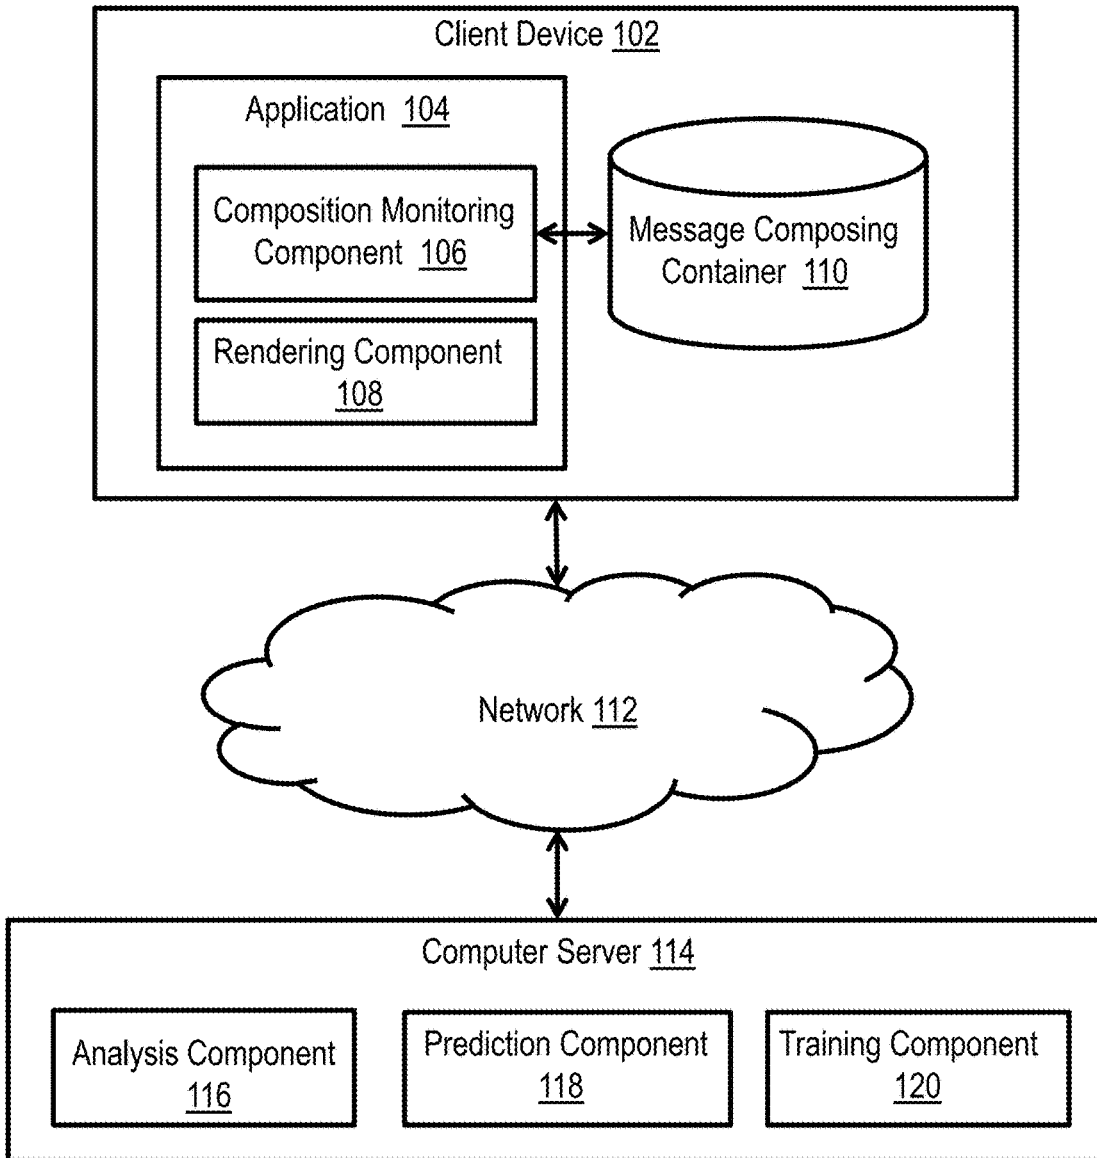 Client Device 102
Application 104
Composition Monitoring
Component 106
Message Composing
Container 110
Rendering Component
108
Network 112
Computer Server 114
Analysis Component
116
Prediction Component
118
Training Component
120